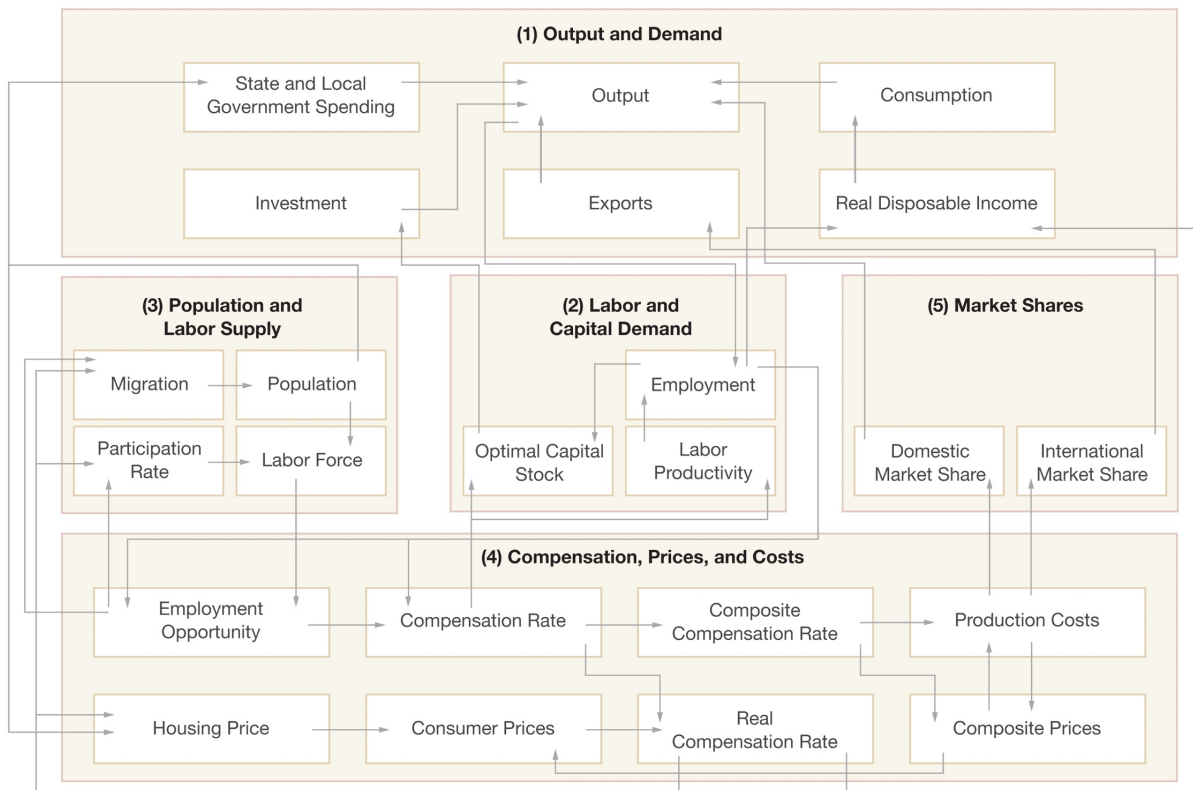 (1) Output and Demand
State and Local
Government Spending
Output
Consumption
Investment
Exports
Real Disposable Income
(3) Population and
Labor Supply
Migration
Population
Participation
Rate
Labor Force
(2) Labor and
Capital Demand
Employment
Optimal Capital
Stock
Labor
Productivity
(5) Market Shares
Domestic
Market Share
International
Market Share
(4) Compensation, Prices, and Costs
Employment
Opportunity
Compensation Rate
Composite
Compensation Rate
Production Costs
Housing Price
Consumer Prices
Real
Compensation Rate
Composite Prices